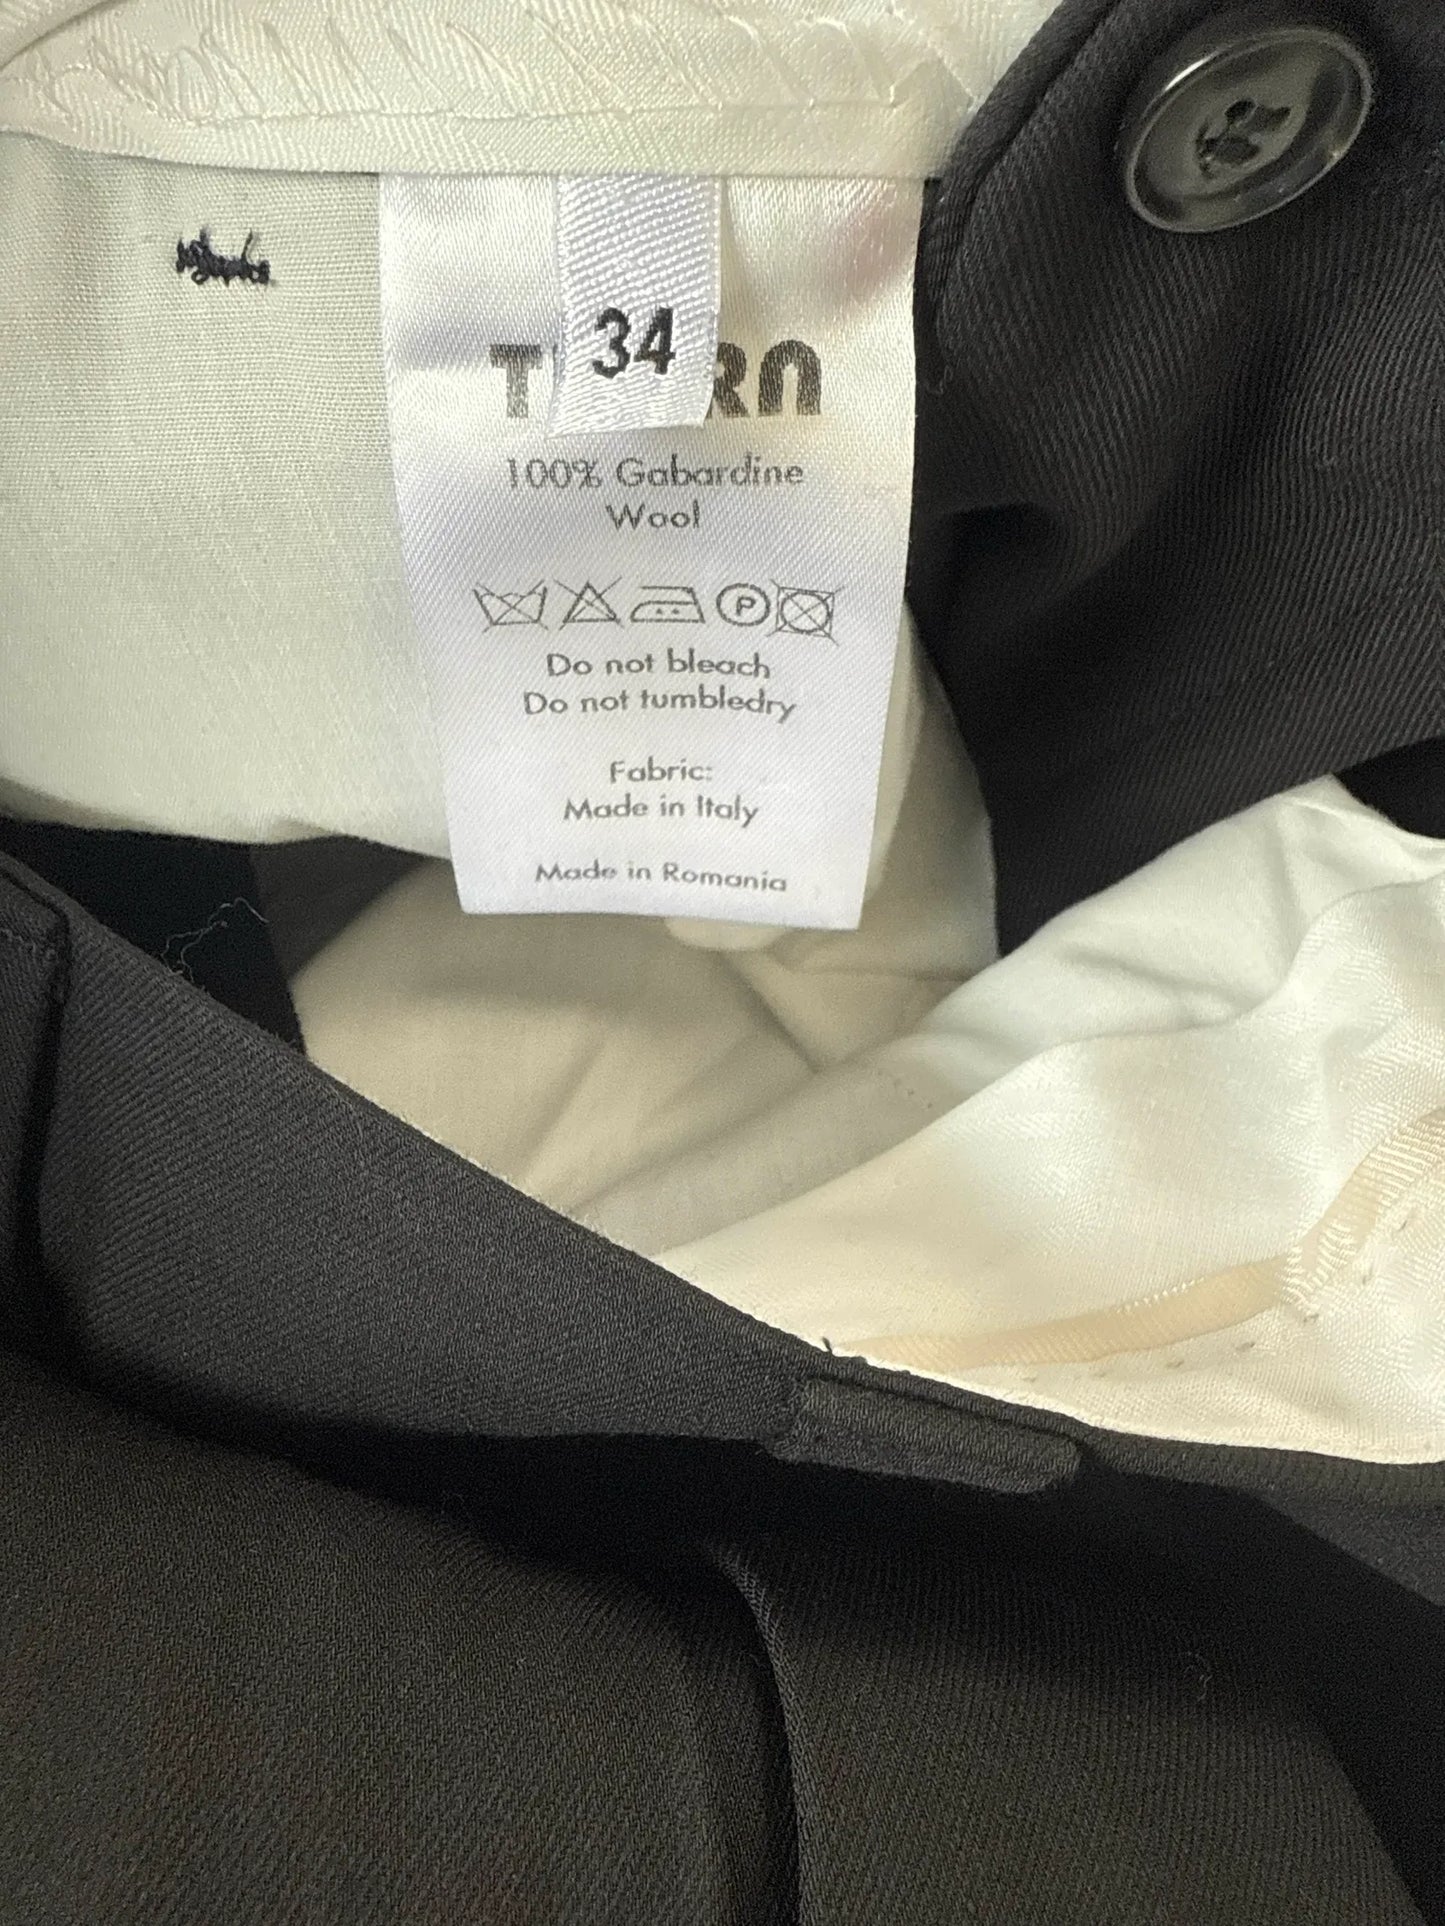 34
100% Gabardine
Wool
P
Do not bleach
Do not tumbledry
Fabric:
Made in Italy
Made in Romania